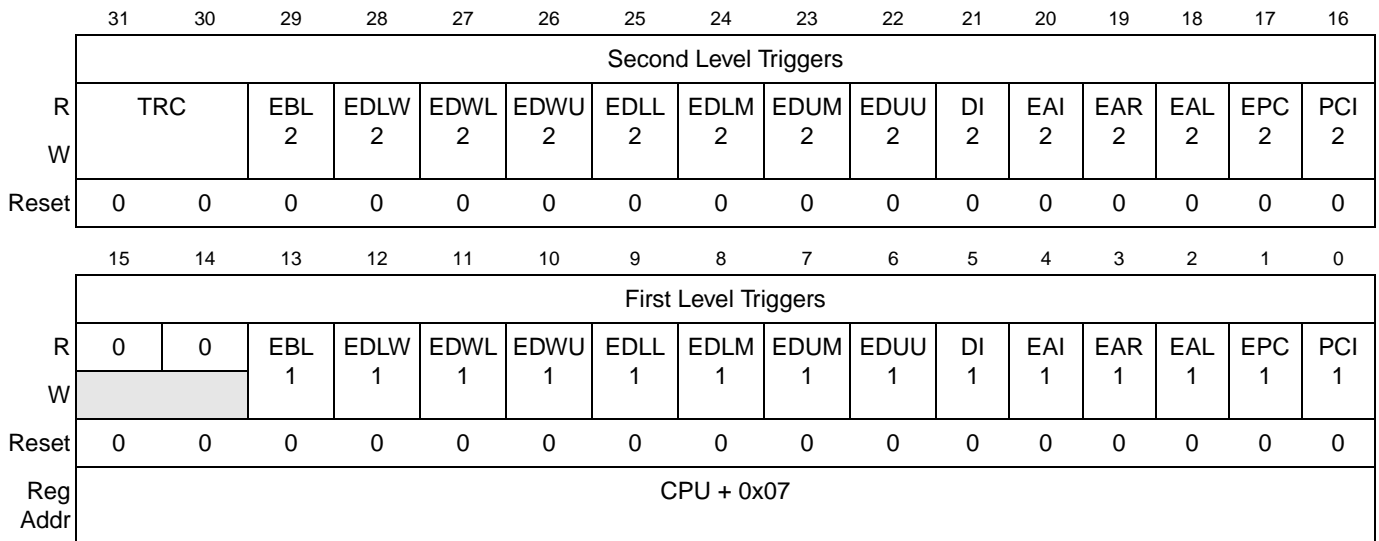 31 30 29 28 27 26 25 24 23 22 21 20 19 18 17 16
Second Level Triggers
R TRC EBL EDLW EDWL EDWU EDLL EDLM EDUM EDUU DI EAI EAR EAL EPC PCI
2 2 2 2 2 2 2 2 2 2 2 2 2 2
W
Reset 0 0 0 0 0 0 0 0 0 0 0 0 0 0 0 0
15 14 13 12 11 10 9 8 7 6 5 4 3 2 1 0
First Level Triggers
R 0 0 EBL EDLW EDWL EDWU EDLL EDLM EDUM EDUU DI EAI EAR EAL EPC PCI
1 1 1 1 1 1 1 1 1 1 1 1 1 1
W
Reset 0 0 0 0 0 0 0 0 0 0 0 0 0 0 0 0
Reg CPU + 0x07
Addr